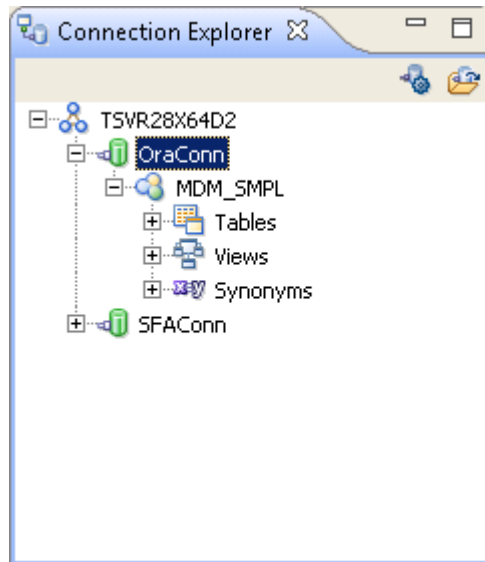 Connection Explorer
TSVR28X64D2
OraConn
MDM_SMPL
Tables
Views
Synonyms
SFAConn